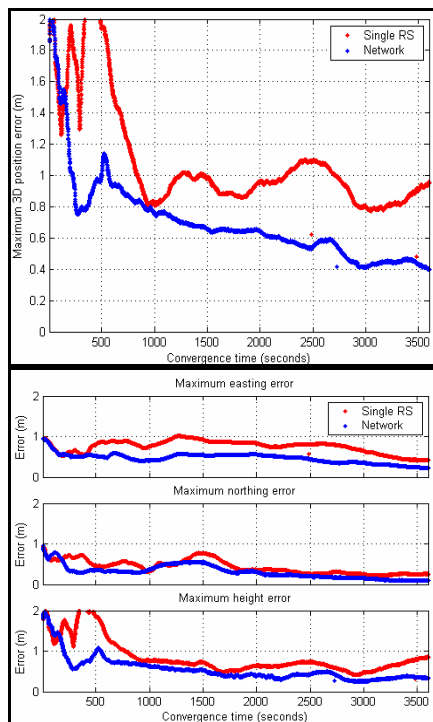 2
1.8
1.6
1.4
1.2
1
0.8
0.6
0.4
0.2
0
Maximum 3D position error (m)
Single RS
Network
500 1000 1500 2000 2500 3000 3500
Convergence time (seconds)
Maximum easting error
2
1
0
Error (m)
Single RS
Network
500 1000 1500 2000 2500 3000 3500
Maximum northing error
2
1
0
Error (m)
500 1000 1500 2000 2500 3000 3500
Maximum height error
2
1
0
Error (m)
500 1000 1500 2000 2500 3000 3500
Convergence time (seconds)